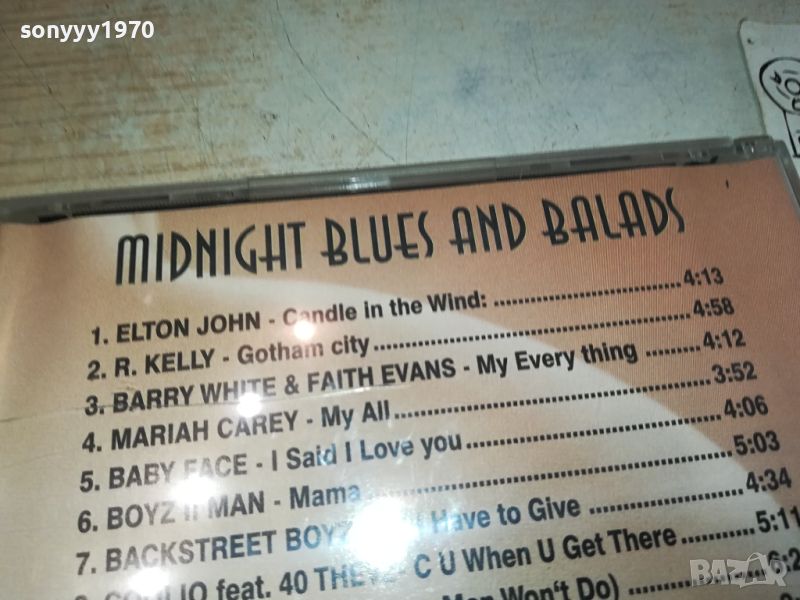 sonyyy1970
MIDNIGHT BLUES AND BALADS
1. ELTON JOHN - Candle in the Wind: 4:13
2. R. KELLY - Gotham city 4:58
3. BARRY WHITE & FAITH EVANS - My Every thing 4:12
4. MARIAH CAREY - My All 3:52
5. BABY FACE - I Said I Love you 4:06
6. BOYZ II MAN - Mama 5:03
7. BACKSTREET BOYZ Have to Give 4:34
feat. 40 C U When U Get There 5:11
Won't Do)
BAZAR